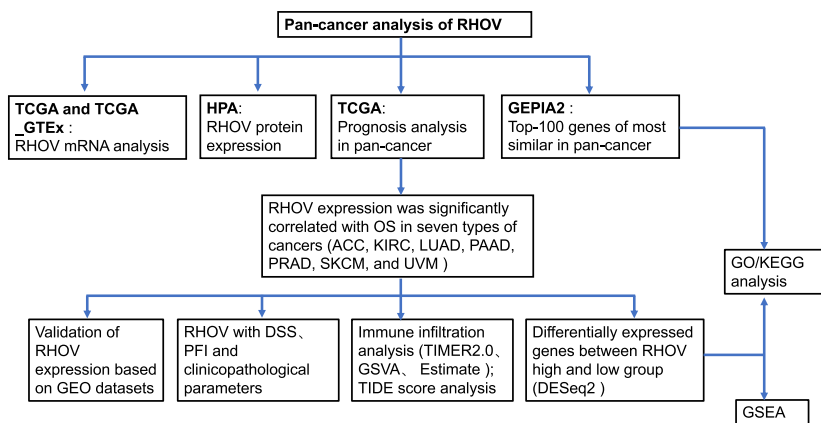 Pan-cancer analysis of RHOV
TCGA and TCGA
_GTEx :
RHOV mRNA analysis
HPA:
RHOV protein
expression
TCGA:
Prognosis analysis
in pan-cancer
GEPIA2 :
Top-100 genes of most
similar in pan-cancer
RHOV expression was significantly
correlated with OS in seven types of
cancers (ACC, KIRC, LUAD, PAAD,
PRAD, SKCM, and UVM )
GO/KEGG
analysis
Validation of
RHOV
expression based
on GEO datasets
RHOV with DSS、
PFI and
clinicopathological
parameters
Immune infiltration
analysis (TIMER2.0、
GSVA、 Estimate );
TIDE score analysis
Differentially expressed
genes between RHOV
high and low group
(DESeq2 )
GSEA